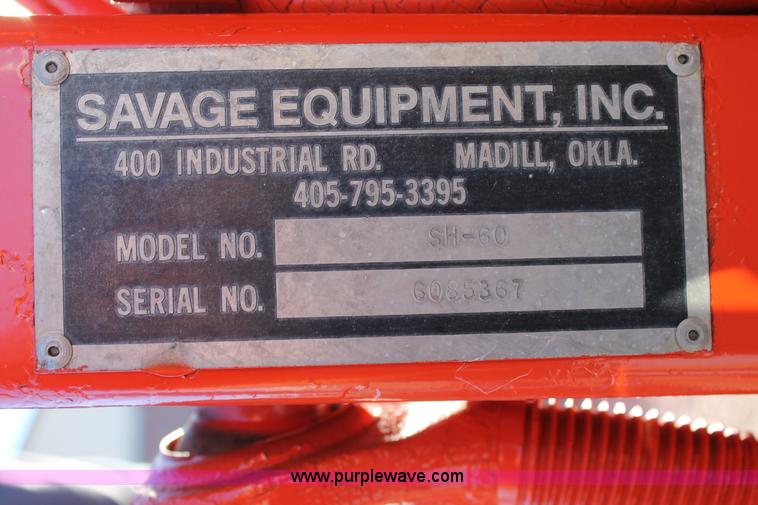 SAVAGE EQUIPMENT, INC.
400 INDUSTRIAL RD. MADILL, OKLA.
405-795-3395
MODEL NO. SH-60
SERIAL NO. 6085367
www.purplewave.com